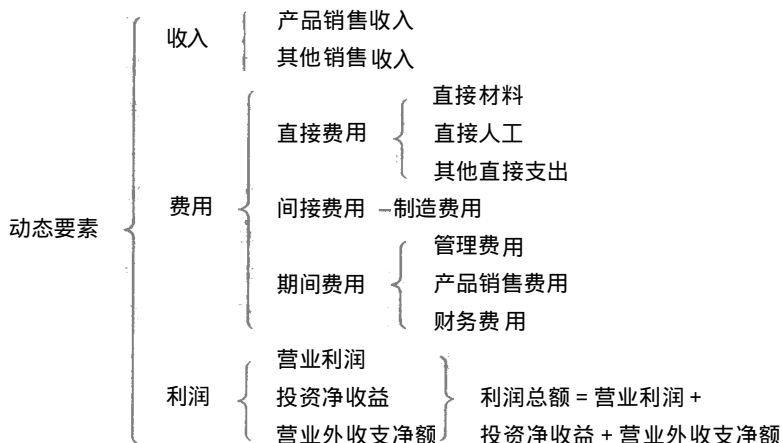 收入
产品销售收入
其他销售收入
直接材料
直接费用
直接人工
其他直接支出
动态要素
费用
间接费用
制造费用
管理费用
期间费用
产品销售费用
财务费用
利润
营业利润
投资净收益
营业外收支净额
利润总额 = 营业利润 +
投资净收益 + 营业外收支净额